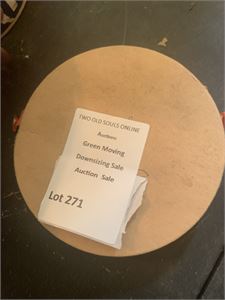 TWO OLD SOULS ONLINE
Auctions
Green Moving
Downsizing Sale
Auction Sale
Lot 271